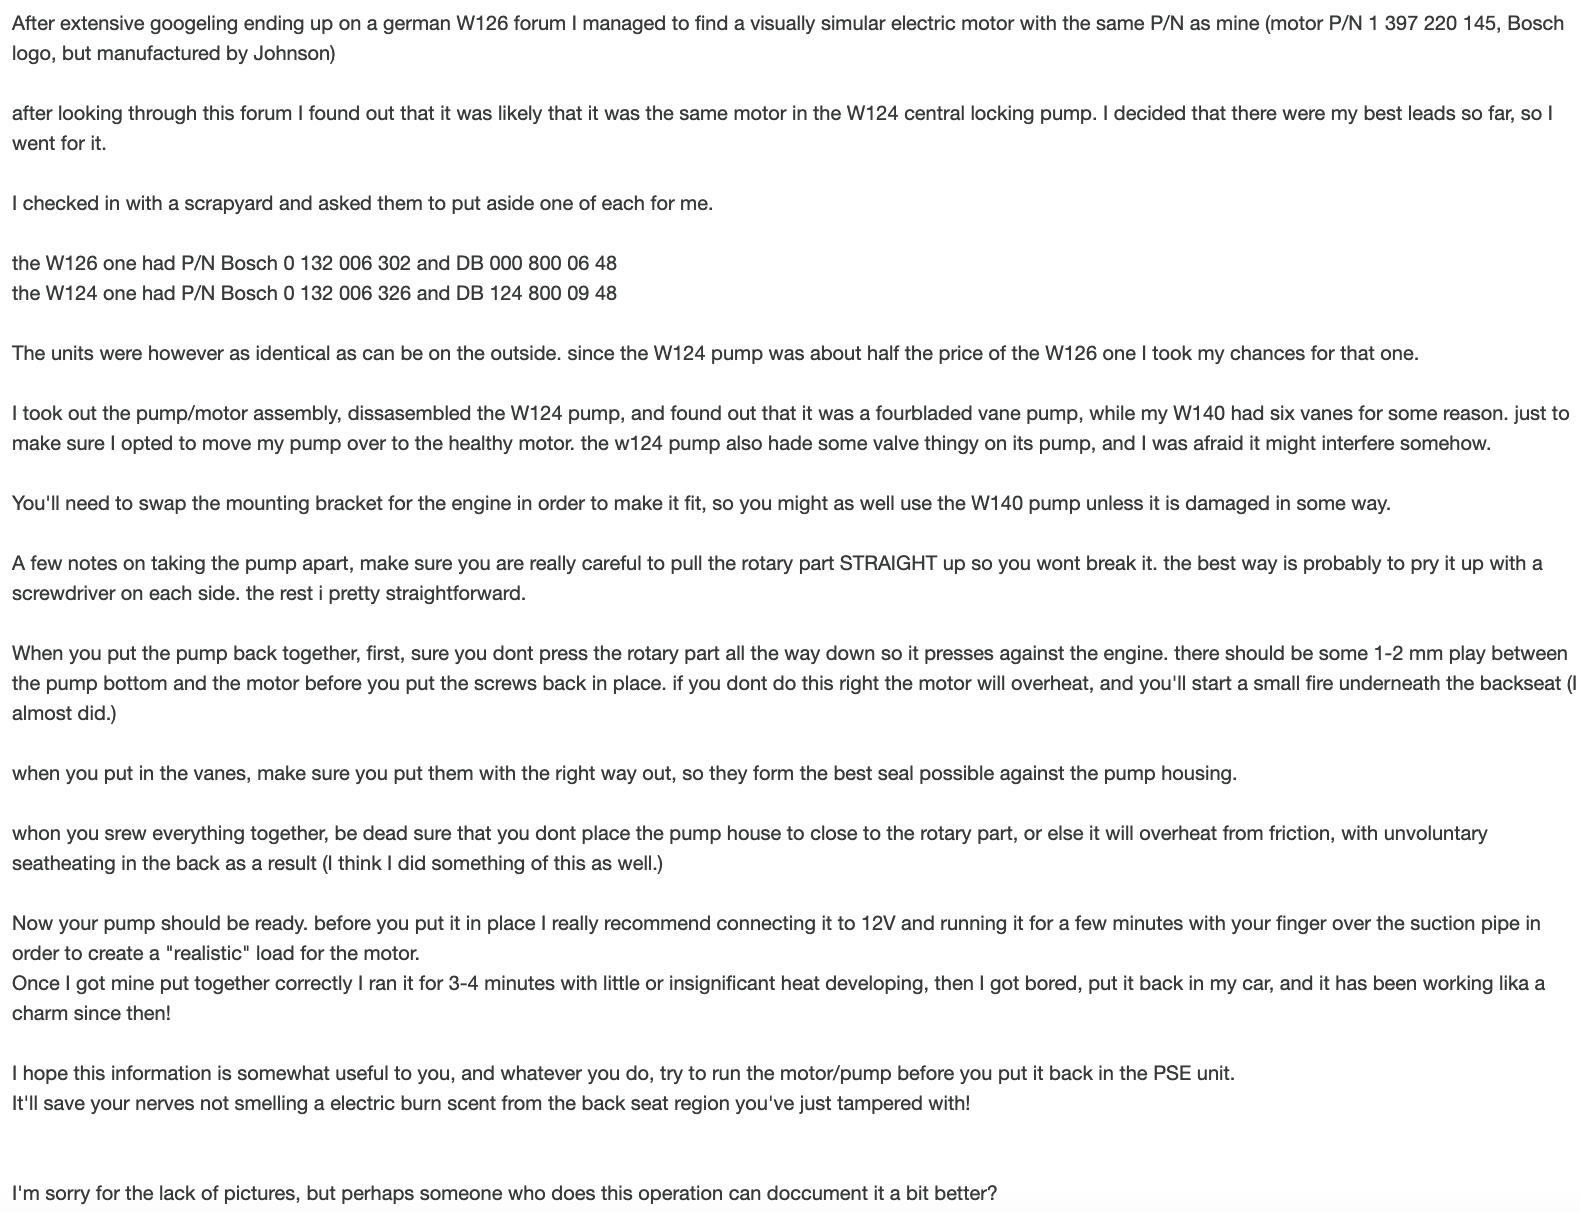 After extensive googeling ending up on a german W126 forum I managed to find a visually simular electric motor with the same P/N as mine (motor P/N 1 397 220 145, Bosch
logo, but manufactured by Johnson)
after looking through this forum I found out that it was likely that it was the same motor in the W124 central locking pump. I decided that there were my best leads so far, so I
went for it.
I checked in with a scrapyard and asked them to put aside one of each for me.
the W126 one had P/N Bosch 0 132 006 302 and DB 000 800 06 48
the W124 one had P/N Bosch 0 132 006 326 and DB 124 800 09 48
The units were however as identical as can be on the outside. since the W124 pump was about half the price of the W126 one I took my chances for that one.
I took out the pump/motor assembly, dissasembled the W124 pump, and found out that it was a fourbladed vane pump, while my W140 had six vanes for some reason. just to
make sure I opted to move my pump over to the healthy motor. the w124 pump also hade some valve thingy on its pump, and I was afraid it might interfere somehow.
You'll need to swap the mounting bracket for the engine in order to make it fit, so you might as well use the W140 pump unless it is damaged in some way.
A few notes on taking the pump apart, make sure you are really careful to pull the rotary part STRAIGHT up so you wont break it. the best way is probably to pry it up with a
screwdriver on each side. the rest i pretty straightforward.
When you put the pump back together, first, sure you dont press the rotary part all the way down so it presses against the engine. there should be some 1-2 mm play between
the pump bottom and the motor before you put the screws back in place. if you dont do this right the motor will overheat, and you'll start a small fire underneath the backseat (I
almost did.)
when you put in the vanes, make sure you put them with the right way out, so they form the best seal possible against the pump housing.
whon you srew everything together, be dead sure that you dont place the pump house to close to the rotary part, or else it will overheat from friction, with unvoluntary
seatheating in the back as a result (I think I did something of this as well.)
Now your pump should be ready. before you put it in place I really recommend connecting it to 12V and running it for a few minutes with your finger over the suction pipe in
order to create a "realistic" load for the motor.
Once I got mine put together correctly I ran it for 3-4 minutes with little or insignificant heat developing, then I got bored, put it back in my car, and it has been working lika a
charm since then!
I hope this information is somewhat useful to you, and whatever you do, try to run the motor/pump before you put it back in the PSE unit.
It'll save your nerves not smelling a electric burn scent from the back seat region you've just tampered with!
I'm sorry for the lack of pictures, but perhaps someone who does this operation can doccument it a bit better?